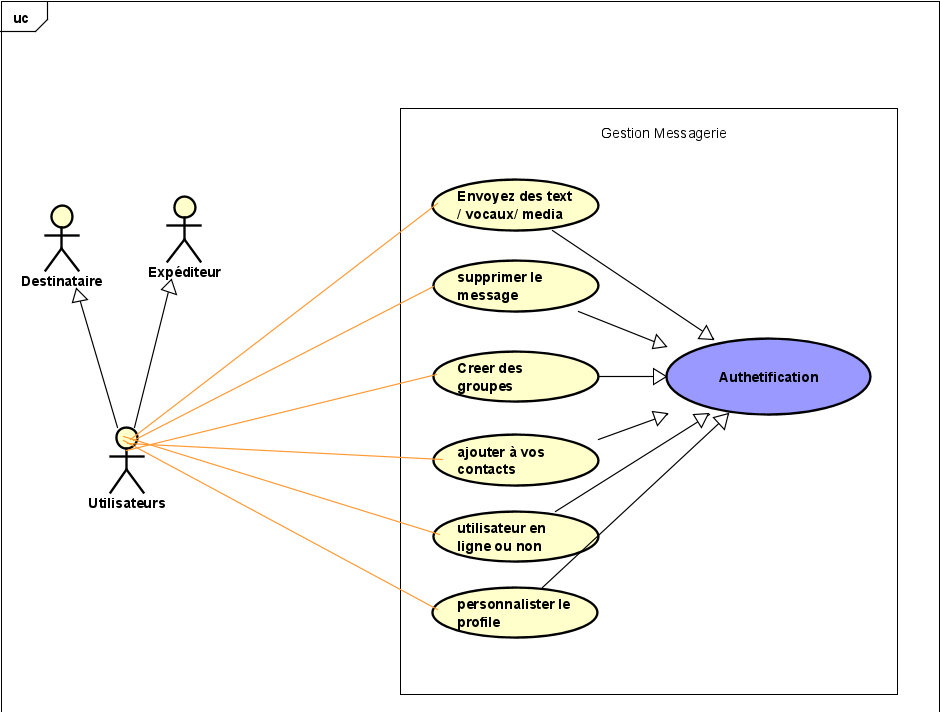 uc
Gestion Messagerie
Envoyez des text
/ vocaux/ media
supprimer le
message
Destinataire
Expéditeur
Creer des
groupes
Authetification
ajouter à vos
contacts
Utilisateurs
utilisateur en
ligne ou non
personnalister le
profile